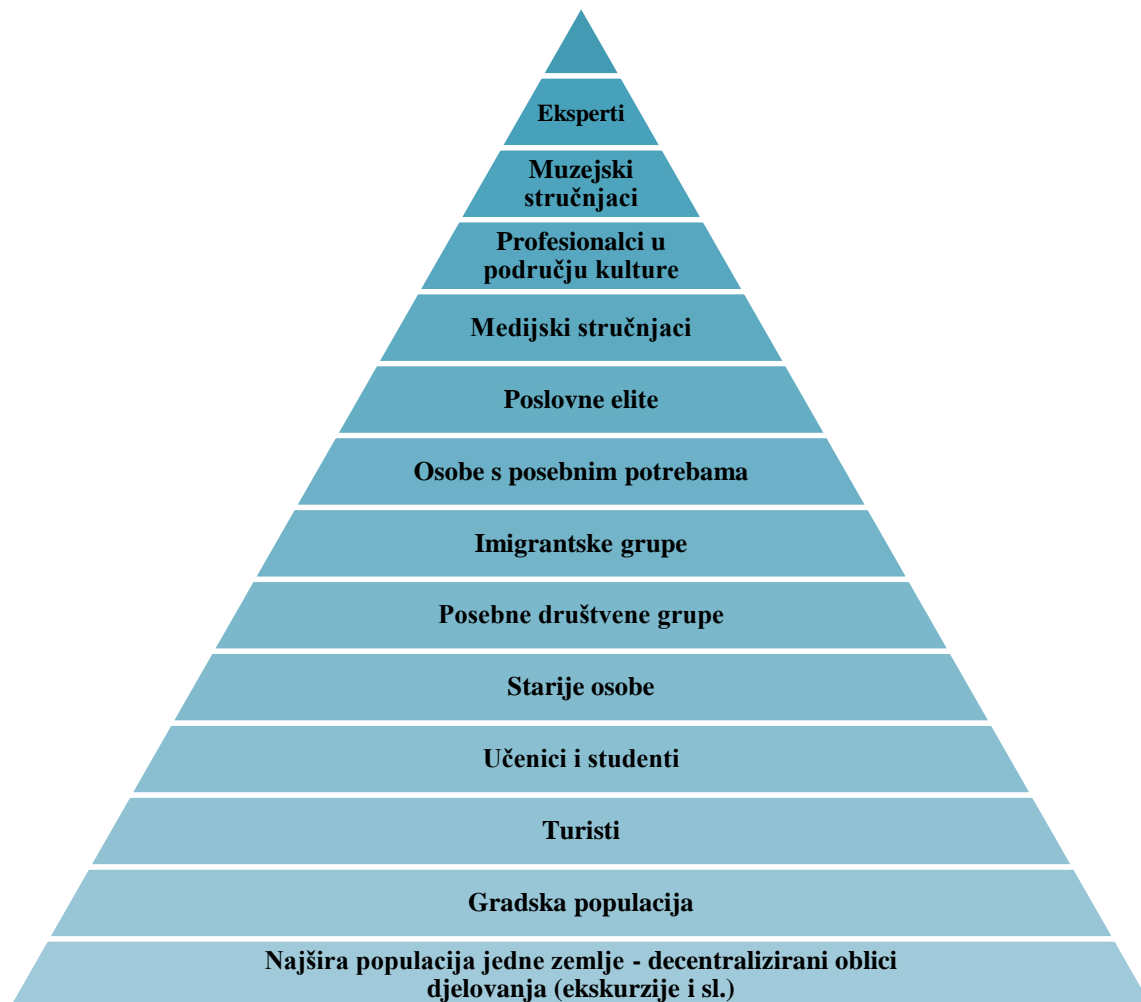 Eksperti
Muzejski
stručnjaci
Profesionalci u
području kulture
Medijski stručnjaci
Poslovne elite
Osobe s posebnim potrebama
Imigrantske grupe
Posebne društvene grupe
Starije osobe
Učenici i studenti
Turisti
Gradska populacija
Najšira populacija jedne zemlje - decentralizirani oblici
djelovanja (ekskurzije i sl.)